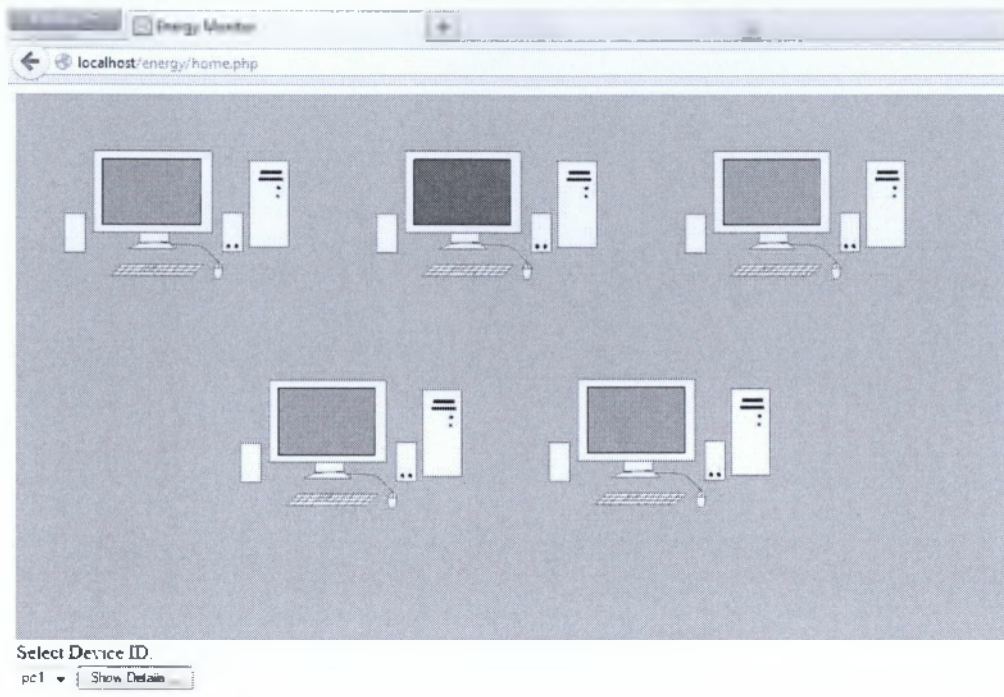 Energy Monitor
+
localhost/energy/home.php
Select Device ID.
pc1 Show Details